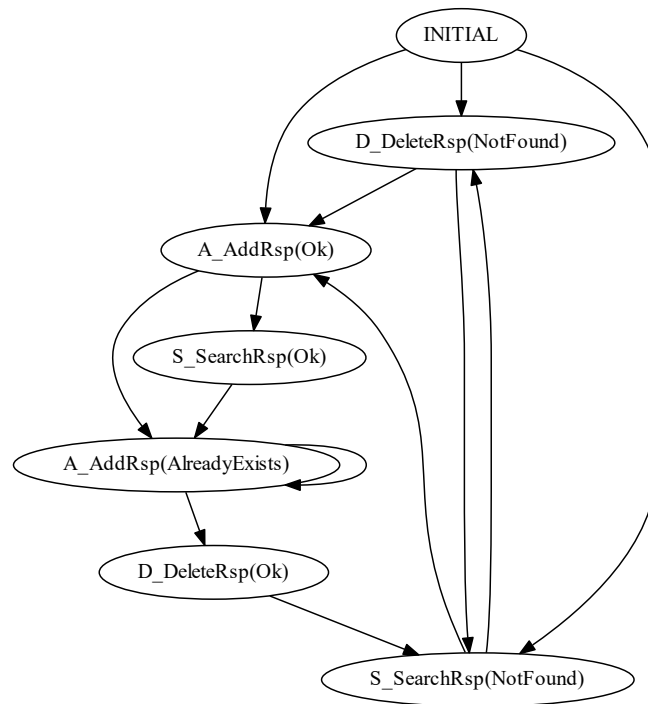 INITIAL
D_DeleteRsp(NotFound)
A_AddRsp(Ok)
S_SearchRsp(Ok)
A_AddRsp(AlreadyExists)
D_DeleteRsp(Ok)
S_SearchRsp(NotFound)